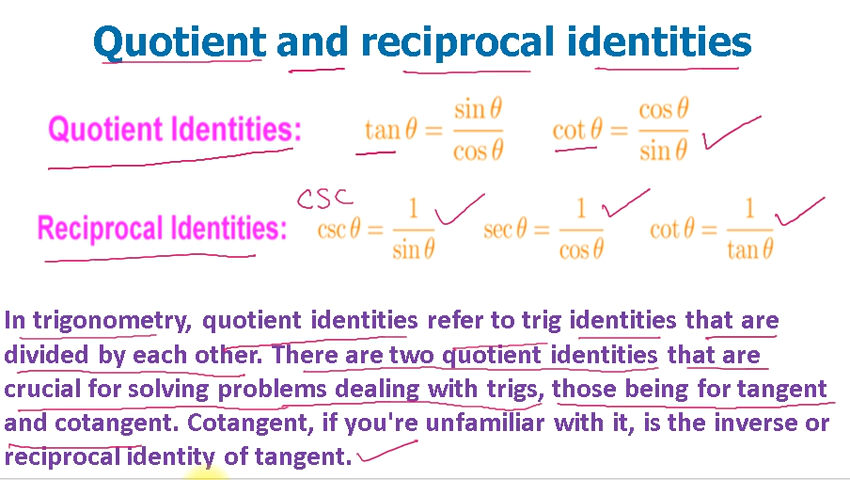 Quotient and reciprocal identities
Quotient Identities: tan θ = sin θ / cos θ cot θ = cos θ / sin θ
csc
Reciprocal Identities: csc θ = 1 / sin θ sec θ = 1 / cos θ cot θ = 1 / tan θ
In trigonometry, quotient identities refer to trig identities that are
divided by each other. There are two quotient identities that are
crucial for solving problems dealing with trigs, those being for tangent
and cotangent. Cotangent, if you're unfamiliar with it, is the inverse or
reciprocal identity of tangent.